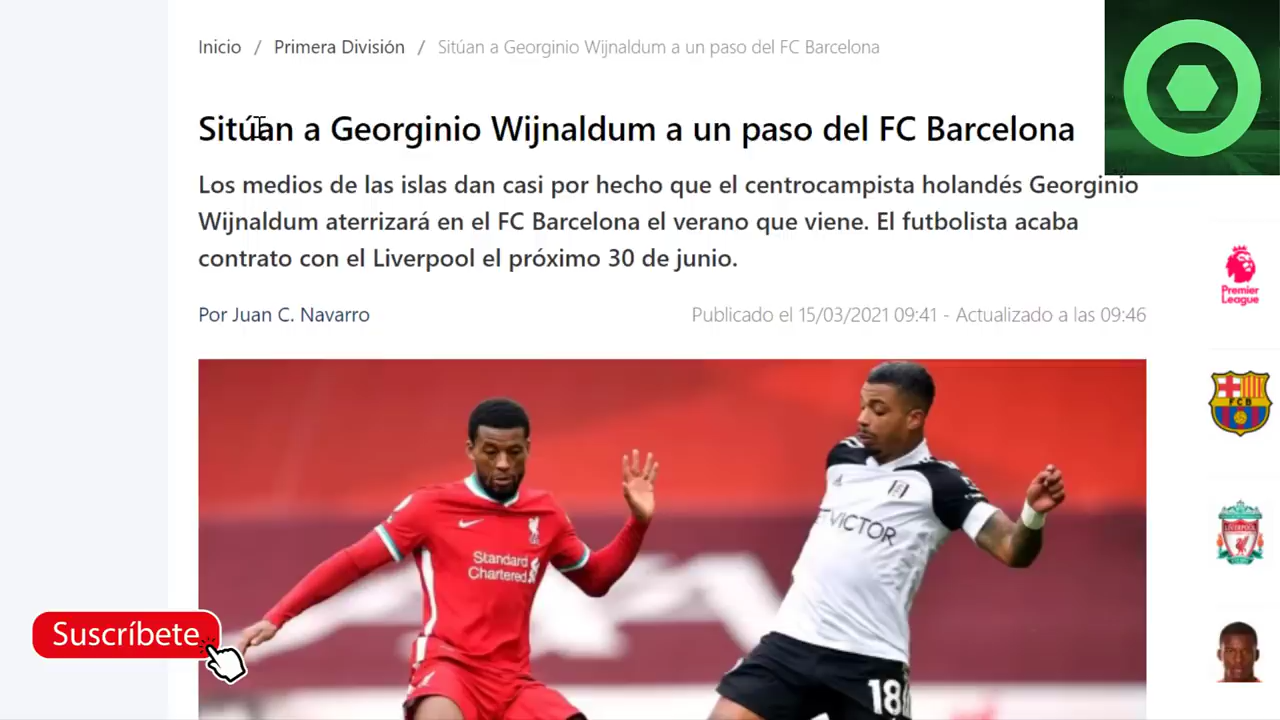 Inicio / Primera División / Sitúan a Georginio Wijnaldum a un paso del FC Barcelona
Sitúan a Georginio Wijnaldum a un paso del FC Barcelona
Los medios de las islas dan casi por hecho que el centrocampista holandés Georginio
Wijnaldum aterrizará en el FC Barcelona el verano que viene. El futbolista acaba
contrato con el Liverpool el próximo 30 de junio.
Por Juan C. Navarro
Publicado el 15/03/2021 09:41 - Actualizado a las 09:46
Premier
League
FCB
Standard
Chartered
ETVICTOR
18
Suscríbete